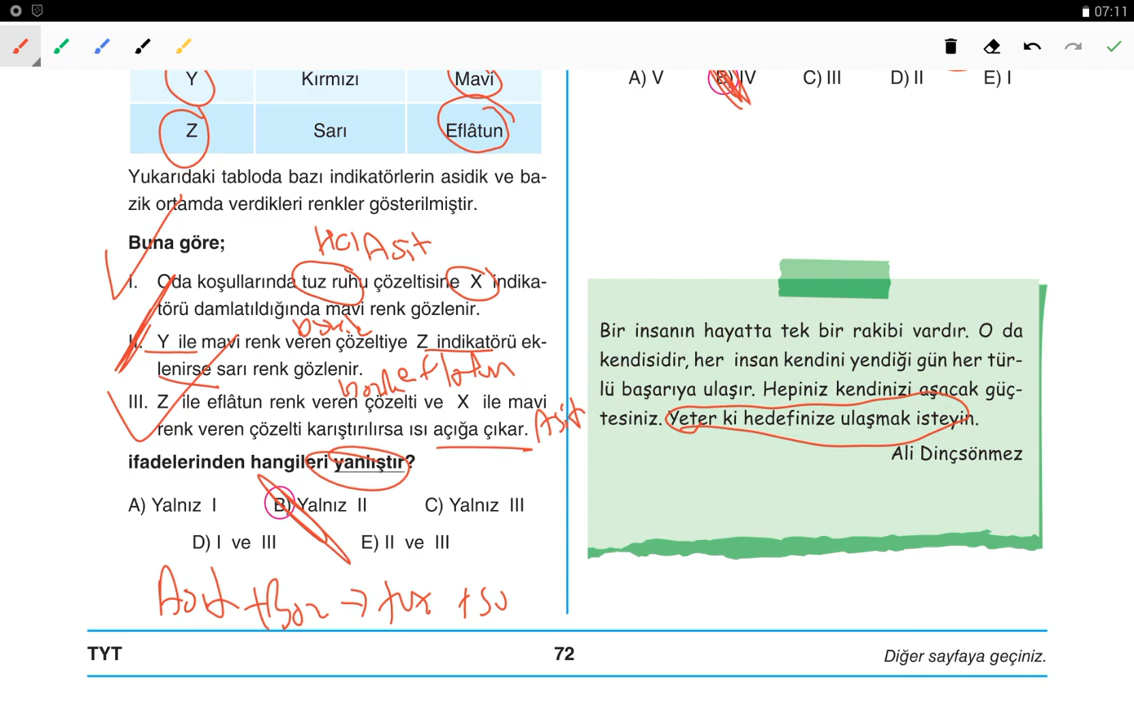 07:11
Y Kırmızı Mavi
Z Sarı Eflâtun
Yukarıdaki tabloda bazı indikatörlerin asidik ve ba-
zik ortamda verdikleri renkler gösterilmiştir.
Buna göre;
HCl Asit
I. Oda koşullarında tuz ruhu çözeltisine X indika-
törü damlatıldığında mavi renk gözlenir.
bazik
II. Y ile mavi renk veren çözeltiye Z indikatörü ek-
lenirse sarı renk gözlenir.
bazik eflatun
III. Z ile eflâtun renk veren çözelti ve X ile mavi
renk veren çözelti karıştırılırsa ısı açığa çıkar. Asit
ifadelerinden hangileri yanlıştır?
A) Yalnız I B) Yalnız II C) Yalnız III
D) I ve III E) II ve III
Asit + Baz → tuz + su
A) V B) IV C) III D) II E) I
Bir insanın hayatta tek bir rakibi vardır. O da
kendisidir, her insan kendini yendiği gün her tür-
lü başarıya ulaşır. Hepiniz kendinizi aşacak güç-
tesiniz. Yeter ki hedefinize ulaşmak isteyin.
Ali Dinçsönmez
TYT 72 Diğer sayfaya geçiniz.